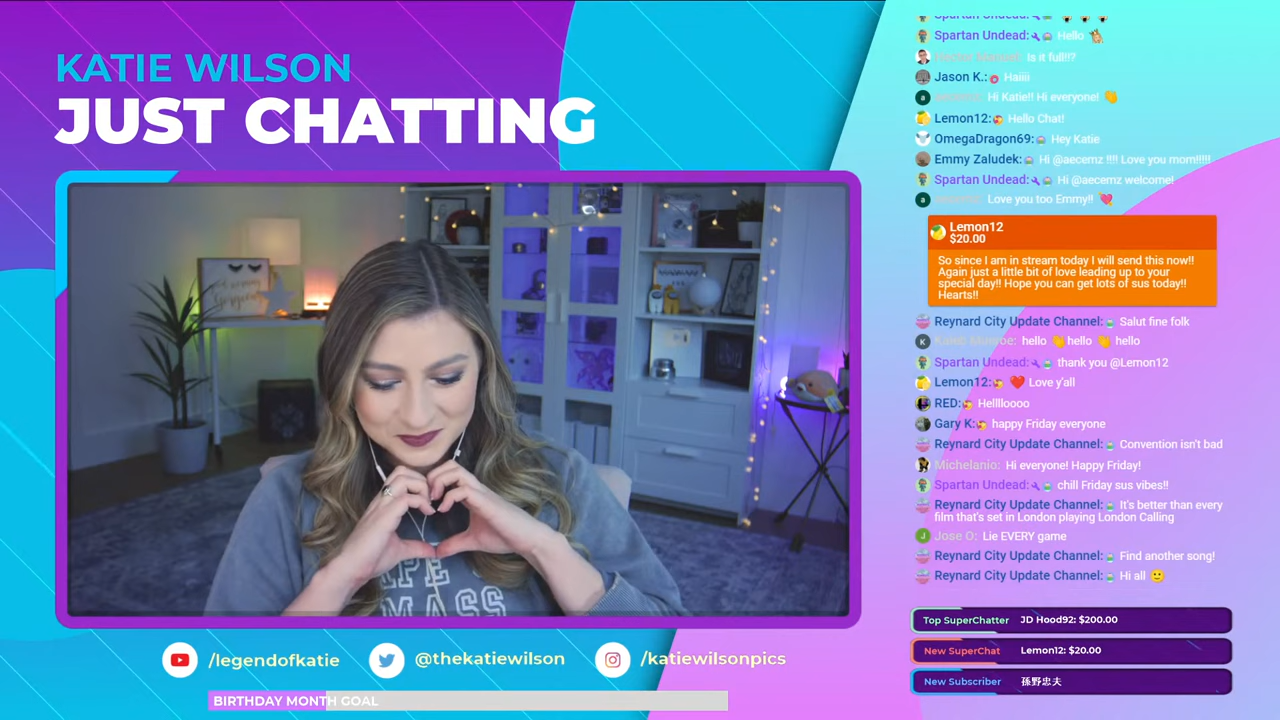 KATIE WILSON
JUST CHATTING
APE
MASS
/legendofkatie
@thekatiewilson
/katiewilsonpics
BIRTHDAY MONTH GOAL
Spartan Undead:
Spartan Undead: Hello
Is it full!!?
Jason K.: Haiiii
Hi Katie!! Hi everyone!
Lemon12: Hello Chat!
OmegaDragon69: Hey Katie
Emmy Zaludek: Hi @aecemz !!!! Love you mom!!!!!
Spartan Undead: Hi @aecemz welcome!
Love you too Emmy!!
Lemon12
$20.00
So since I am in stream today I will send this now!!
Again just a little bit of love leading up to your
special day!! Hope you can get lots of sus today!!
Hearts!!
Reynard City Update Channel: Salut fine folk
hello hello hello
Spartan Undead: thank you @Lemon12
Lemon12: Love y'all
RED: Helllloooo
Gary K: happy Friday everyone
Reynard City Update Channel: Convention isn't bad
Michelanio: Hi everyone! Happy Friday!
Spartan Undead: chill Friday sus vibes!!
Reynard City Update Channel: It's better than every
film that's set in London playing London Calling
Jose O: Lie EVERY game
Reynard City Update Channel: Find another song!
Reynard City Update Channel: Hi all
Top SuperChatter JD Hood92: $200.00
New SuperChat Lemon12: $20.00
New Subscriber 孫野忠夫